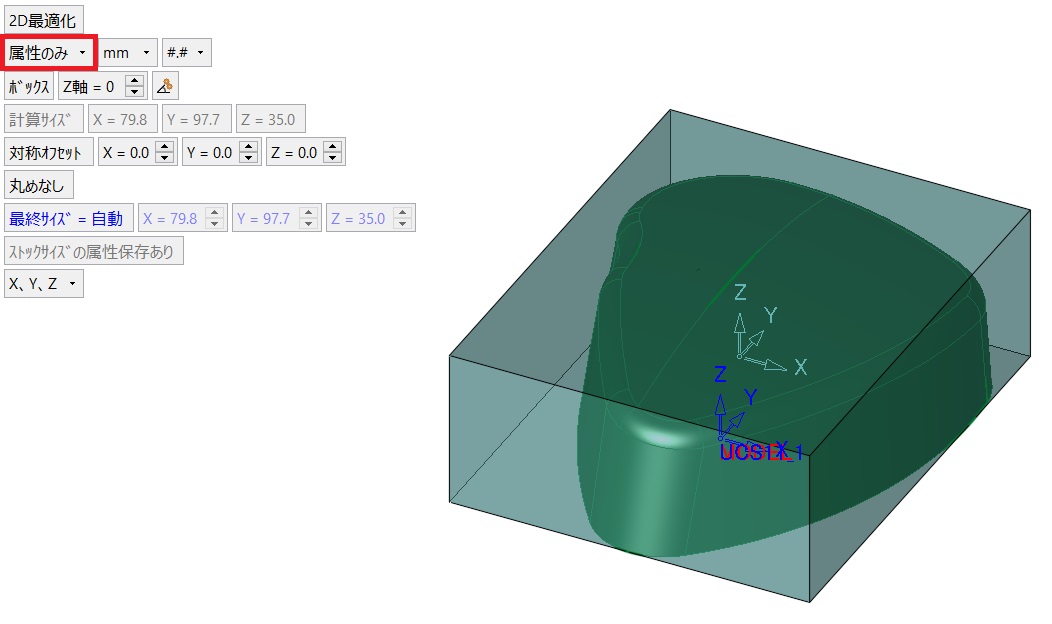 2D最適化
属性のみ mm #.#
ﾎﾞｯｸｽ Z軸 = 0
計算ｻｲｽﾞ X = 79.8 Y = 97.7 Z = 35.0
対称ｵﾌｾｯﾄ X = 0.0 Y = 0.0 Z = 0.0
丸めなし
最終ｻｲｽﾞ = 自動 X = 79.8 Y = 97.7 Z = 35.0
ｽﾄｯｸｻｲｽﾞの属性保存あり
X、Y、Z
Z
Y
X
Z
Y
X